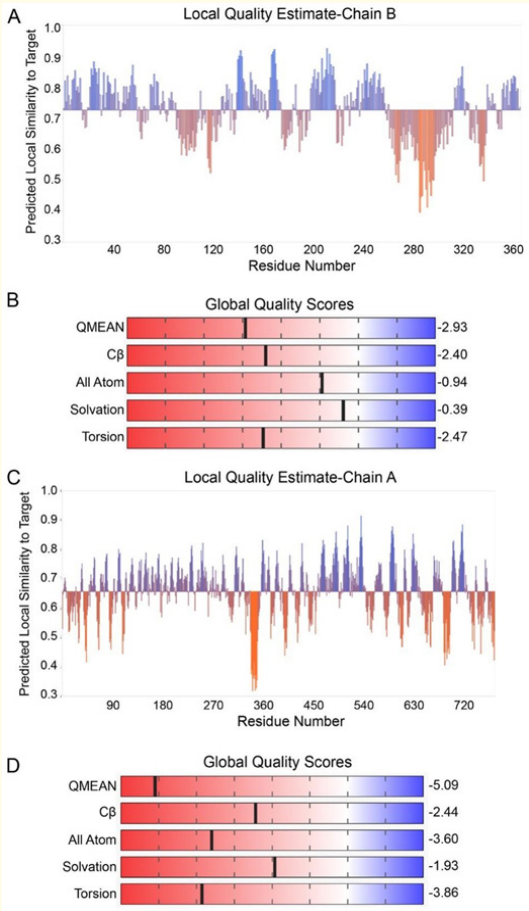 A
Local Quality Estimate-Chain B
Predicted Local Similarity to Target
1.0
0.9
0.8
0.7
0.6
0.5
0.4
0.3
40 80 120 160 200 240 280 320 360
Residue Number
B
Global Quality Scores
QMEAN -2.93
Cβ -2.40
All Atom -0.94
Solvation -0.39
Torsion -2.47
C
Local Quality Estimate-Chain A
Predicted Local Similarity to Target
1.0
0.9
0.8
0.7
0.6
0.5
0.4
0.3
90 180 270 360 450 540 630 720
Residue Number
D
Global Quality Scores
QMEAN -5.09
Cβ -2.44
All Atom -3.60
Solvation -1.93
Torsion -3.86